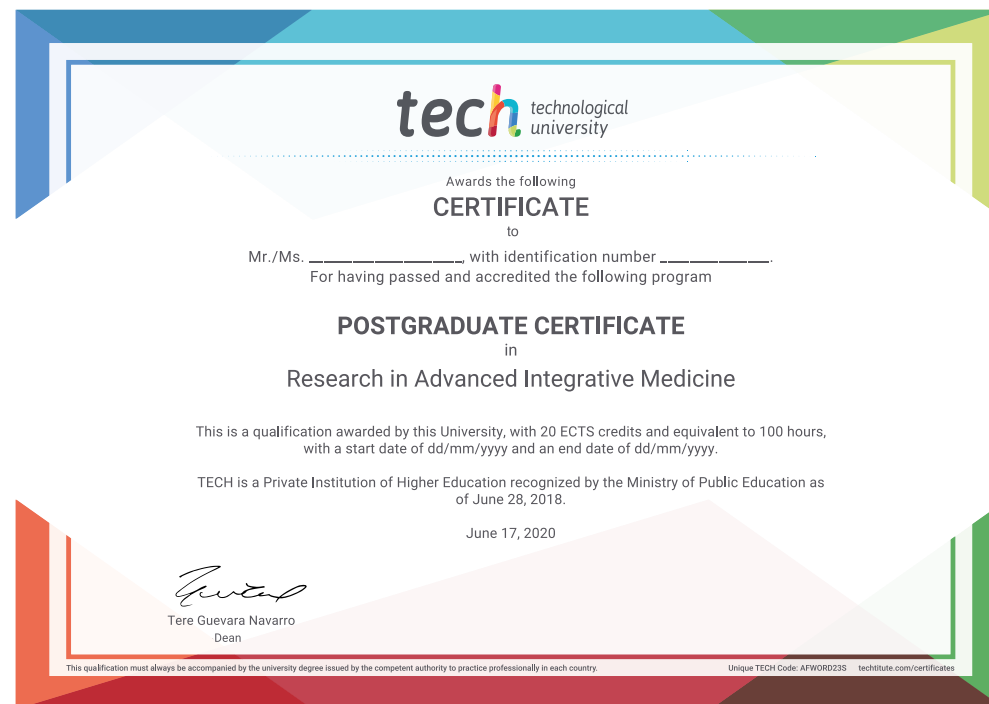 tech technological
university
Awards the following
CERTIFICATE
to
Mr./Ms. ________________, with identification number ____________.
For having passed and accredited the following program
POSTGRADUATE CERTIFICATE
in
Research in Advanced Integrative Medicine
This is a qualification awarded by this University, with 20 ECTS credits and equivalent to 100 hours,
with a start date of dd/mm/yyyy and an end date of dd/mm/yyyy.
TECH is a Private Institution of Higher Education recognized by the Ministry of Public Education as
of June 28, 2018.
June 17, 2020
Tere Guevara Navarro
Dean
This qualification must always be accompanied by the university degree issued by the competent authority to practice professionally in each country.
Unique TECH Code: AFWORD23S techtitute.com/certificates